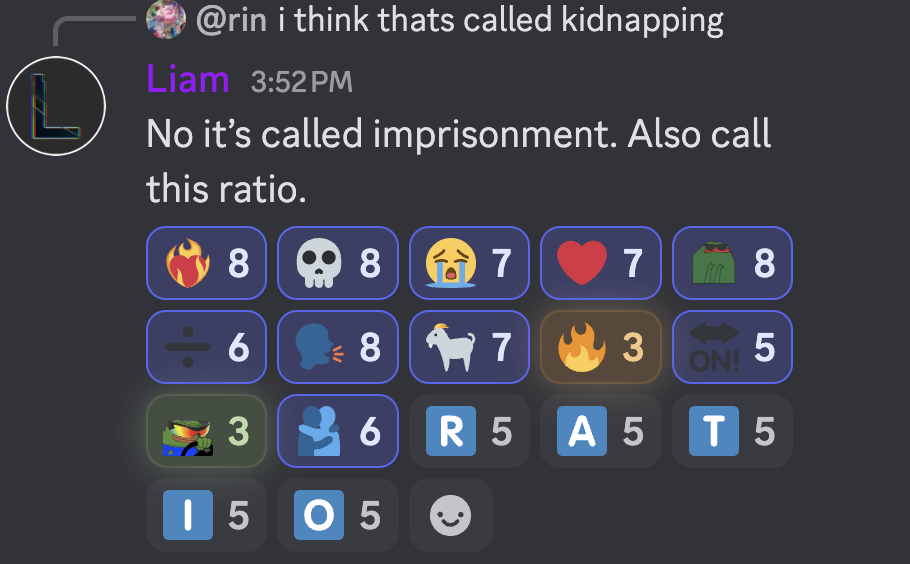 @rin i think thats called kidnapping
Liam 3:52 PM
No it's called imprisonment. Also call
this ratio.
8 8 7 7 8
6 8 7 3 ON! 5
3 6 R 5 A 5 T 5
I 5 O 5